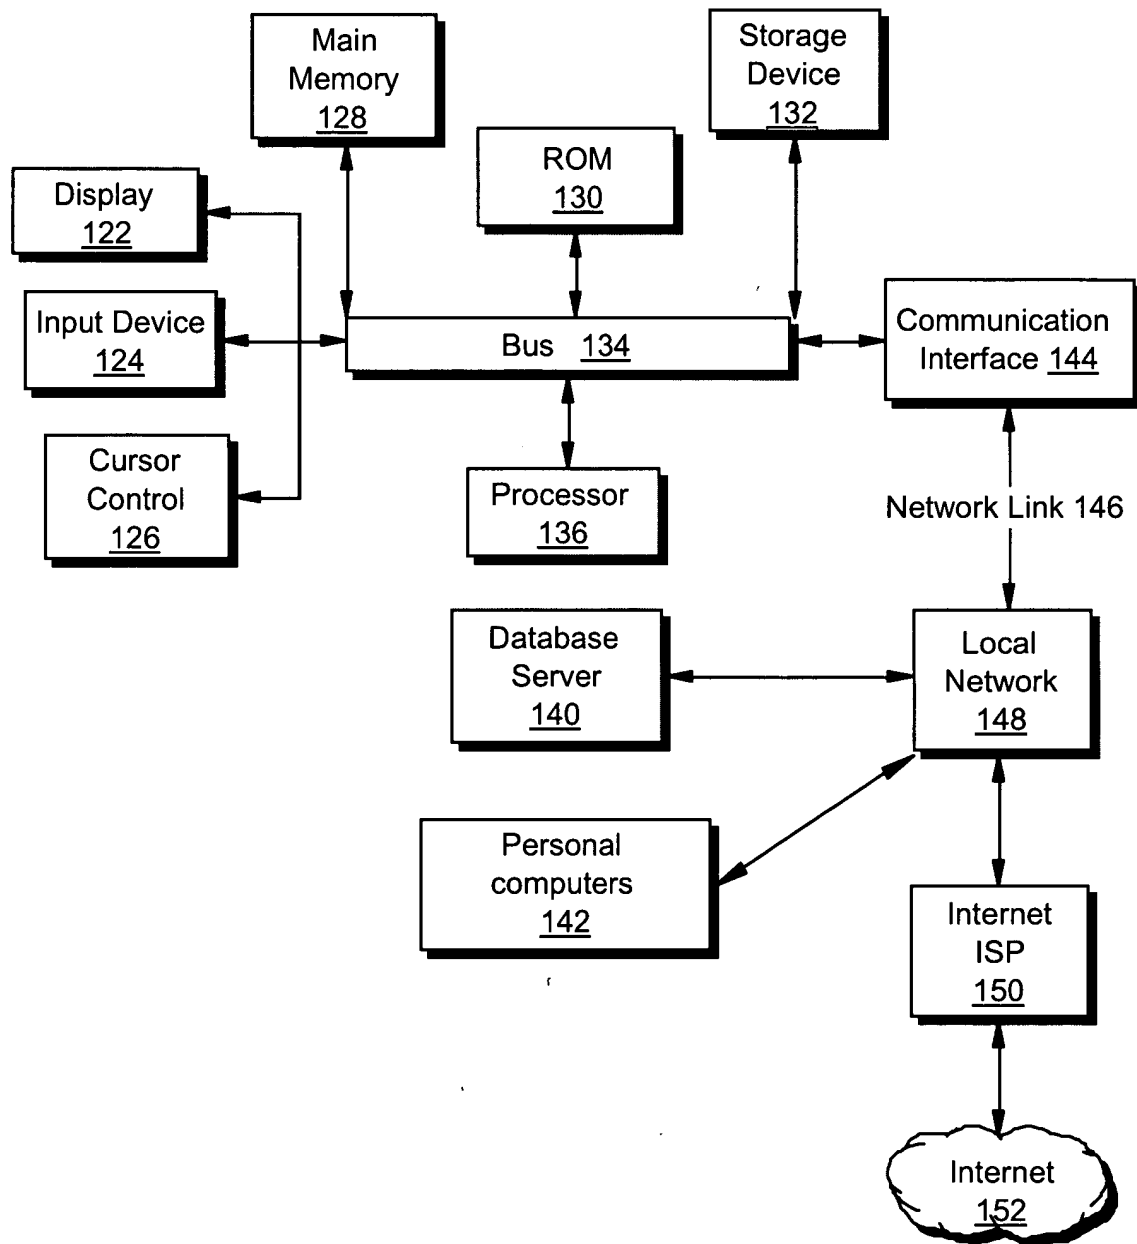 Main
Memory
128
Storage
Device
132
ROM
130
Display
122
Input Device
124
Bus 134
Communication
Interface 144
Cursor
Control
126
Processor
136
Network Link 146
Database
Server
140
Local
Network
148
Personal
computers
142
Internet
ISP
150
Internet
152